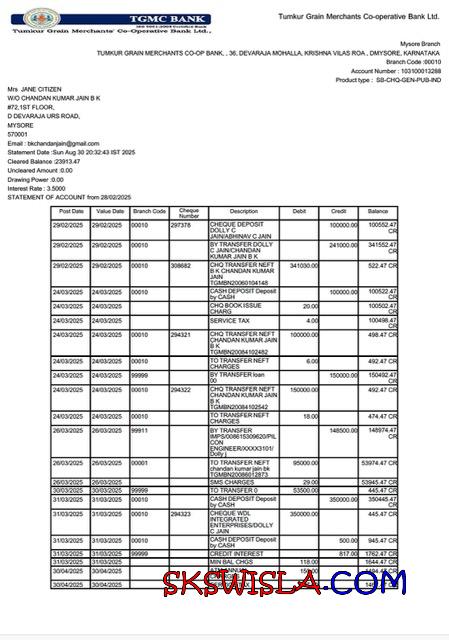 TGMC BANK
Tumkur Grain Merchants Co-operative Bank Ltd.
Tumkur Grain Merchants' Co-operative Bank Ltd.,
Mysore Branch
TUMKUR GRAIN MERCHANTS CO-OP BANK, , 36, DEVARAJA MOHALLA, KRISHNA VILAS ROA , DMYSORE, KARNATAKA
Branch Code :00010
Account Number : 103100013288
Product type : SB-CHQ-GEN-PUB-IND
Mrs JANE CITIZEN
W/O CHANDAN KUMAR JAIN B K
#72,1ST FLOOR,
D DEVARAJA URS ROAD,
MYSORE
570001
Email : bkchandanjain@gmail.com
Statement Date :Sun Aug 30 20:32:43 IST 2025
Cleared Balance :23913.47
Uncleared Amount :0.00
Drawing Power :0.00
Interest Rate : 3.5000
STATEMENT OF ACCOUNT from 28/02/2025
Post Date Value Date Branch Code Cheque Number Description Debit Credit Balance
29/02/2025 29/02/2025 00010 297378 CHEQUE DEPOSIT 100000.00 100552.47
DOLLY C CR
JAIN/ABHINAV C JAIN
29/02/2025 29/02/2025 00010 BY TRANSFER DOLLY 241000.00 341552.47
C JAIN/CHANDAN CR
KUMAR JAIN B K
29/02/2025 29/02/2025 00010 308682 CHQ TRANSFER NEFT 341030.00 522.47 CR
B K CHANDAN KUMAR
JAIN
TGMBN20060104148
24/03/2025 24/03/2025 00010 CASH DEPOSIT Deposit 100000.00 100522.47
by CASH CR
24/03/2025 24/03/2025 00010 CHQ BOOK ISSUE 20.00 100502.47
CHARG CR
24/03/2025 24/03/2025 00010 SERVICE TAX 4.00 100498.47
CR
24/03/2025 24/03/2025 00010 294321 CHQ TRANSFER NEFT 100000.00 498.47 CR
CHANDAN KUMAR JAIN
B K
TGMBN20084102482
24/03/2025 24/03/2025 00010 TO TRANSFER NEFT 6.00 492.47 CR
CHARGES
24/03/2025 24/03/2025 99999 BY TRANSFER loan 150000.00 150492.47
00 CR
24/03/2025 24/03/2025 00010 294322 CHQ TRANSFER NEFT 150000.00 492.47 CR
CHANDAN KUMAR JAIN
B K
TGMBN20084102542
24/03/2025 24/03/2025 00010 TO TRANSFER NEFT 18.00 474.47 CR
CHARGES
26/03/2025 26/03/2025 99911 BY TRANSFER 148500.00 148974.47
IMPS/008615309620/PIL CR
CON
ENGINEER/XXXX3101/
Dolly j
26/03/2025 26/03/2025 00001 TO TRANSFER NEFT 95000.00 53974.47 CR
chandan kumar jain bk
TGMBN20086012873
26/03/2025 26/03/2025 SMS CHARGES 29.00 53945.47 CR
30/03/2025 30/03/2025 99999 TO TRANSFER 0 53500.00 445.47 CR
31/03/2025 31/03/2025 00010 CASH DEPOSIT Deposit 350000.00 350445.47
by CASH CR
31/03/2025 31/03/2025 00010 294323 CHEQUE WDL 350000.00 445.47 CR
INTEGRATED
ENTERPRISES/DOLLY
C JAIN
31/03/2025 31/03/2025 00010 CASH DEPOSIT Deposit 500.00 945.47 CR
by CASH
31/03/2025 31/03/2025 99999 CREDIT INTEREST 817.00 1762.47 CR
31/03/2025 31/03/2025 MIN BAL CHGS 118.00 1644.47 CR
30/04/2025 30/04/2025 ATM ANNUAL
30/04/2025 30/04/2025
SKSWISLA.COM